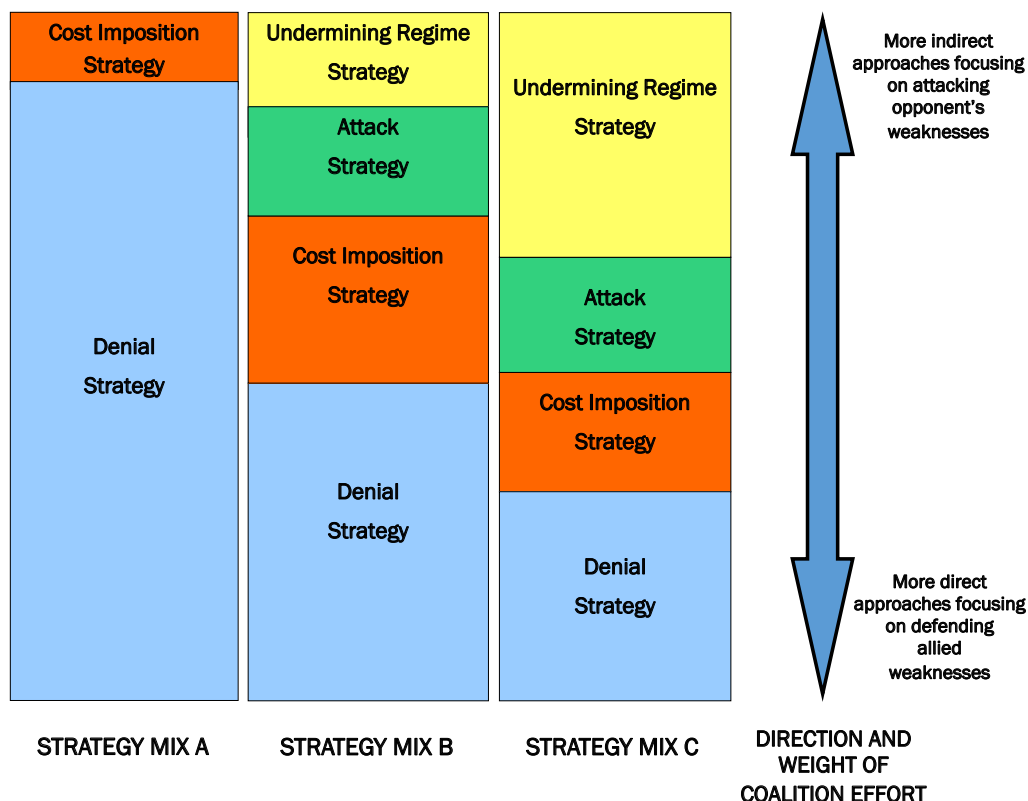 Cost Imposition
Strategy
Denial
Strategy
STRATEGY MIX A
Undermining Regime
Strategy
Attack
Strategy
Cost Imposition
Strategy
Denial
Strategy
STRATEGY MIX B
Undermining Regime
Strategy
Attack
Strategy
Cost Imposition
Strategy
Denial
Strategy
STRATEGY MIX C
More indirect
approaches focusing
on attacking
opponent's
weaknesses
More direct
approaches focusing
on defending
allied
weaknesses
DIRECTION AND
WEIGHT OF
COALITION EFFORT